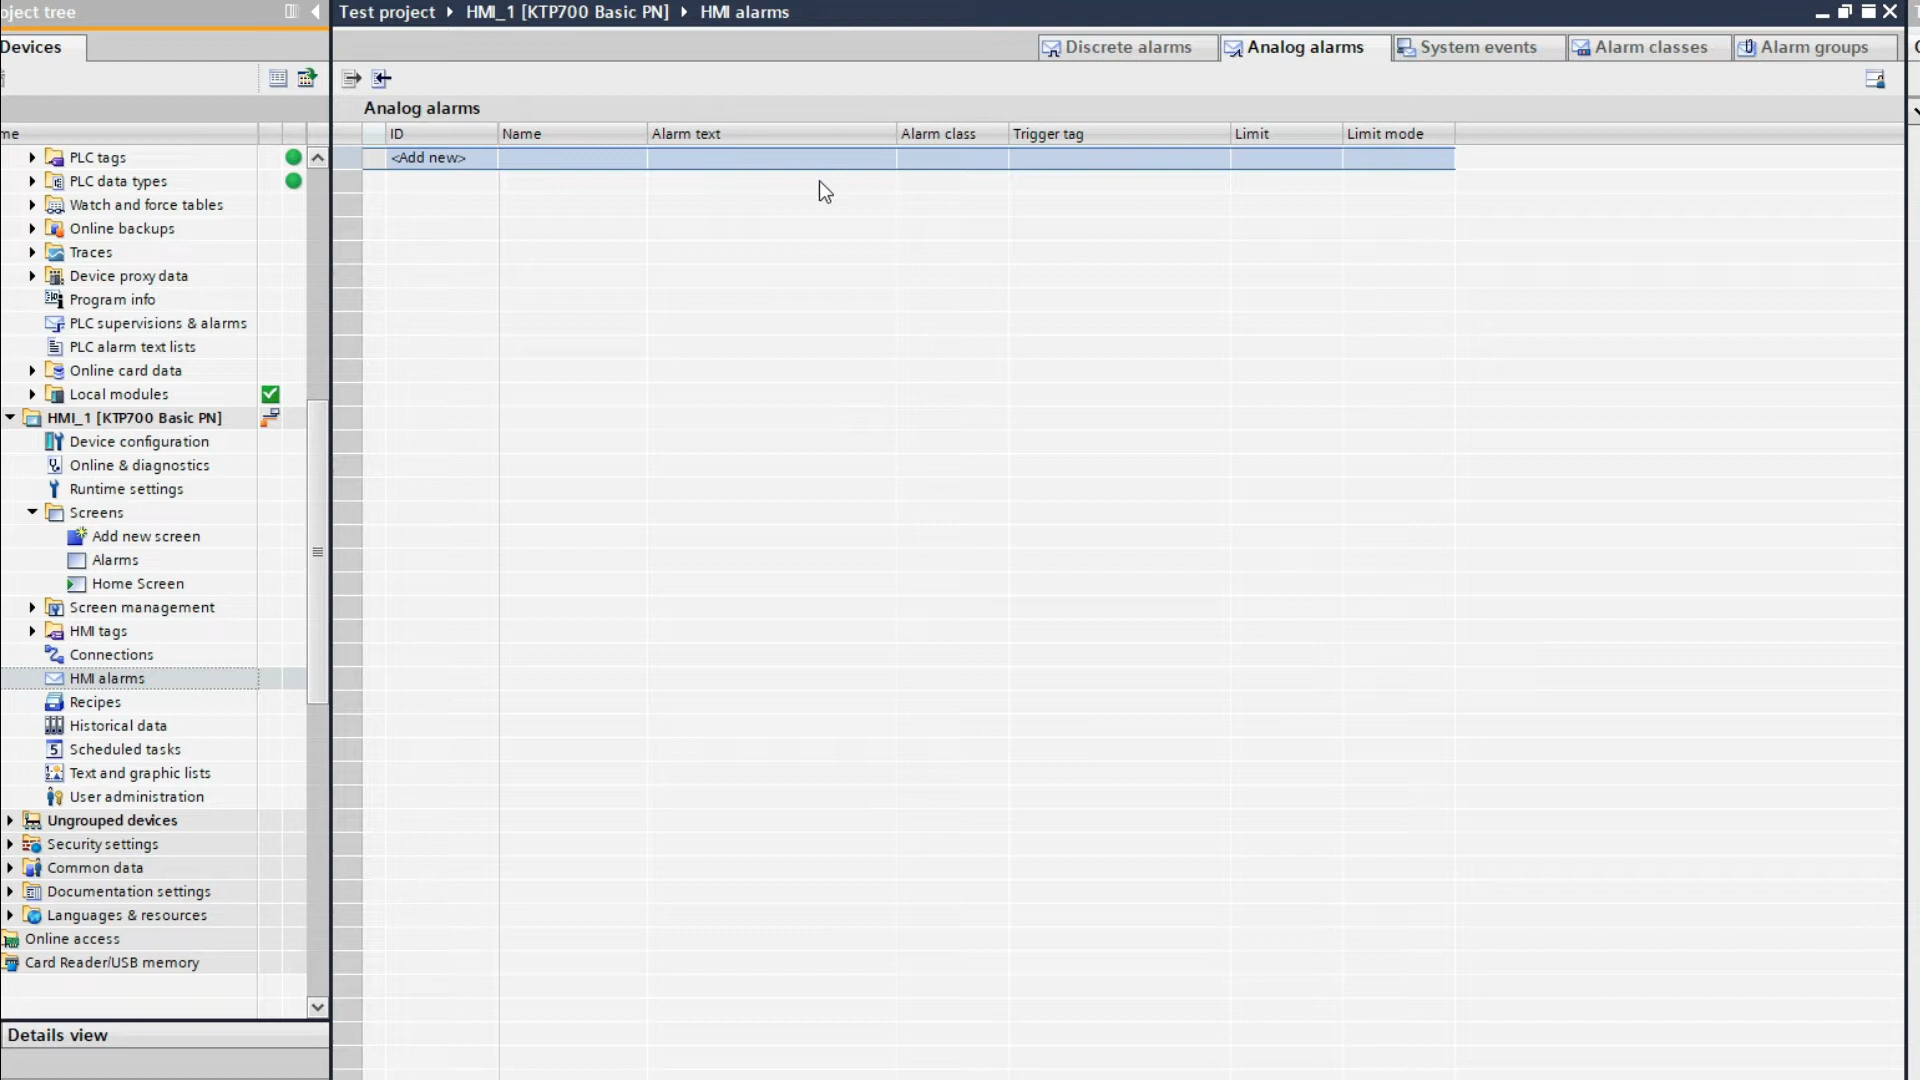 oject tree
Test project ▸ HMI_1 [KTP700 Basic PN] ▸ HMI alarms
Devices
Discrete alarms
Analog alarms
System events
Alarm classes
Alarm groups
Analog alarms
me
ID
Name
Alarm text
Alarm class
Trigger tag
Limit
Limit mode
<Add new>
PLC tags
PLC data types
Watch and force tables
Online backups
Traces
Device proxy data
Program info
PLC supervisions & alarms
PLC alarm text lists
Online card data
Local modules
HMI_1 [KTP700 Basic PN]
Device configuration
Online & diagnostics
Runtime settings
Screens
Add new screen
Alarms
Home Screen
Screen management
HMI tags
Connections
HMI alarms
Recipes
Historical data
Scheduled tasks
Text and graphic lists
User administration
Ungrouped devices
Security settings
Common data
Documentation settings
Languages & resources
Online access
Card Reader/USB memory
Details view